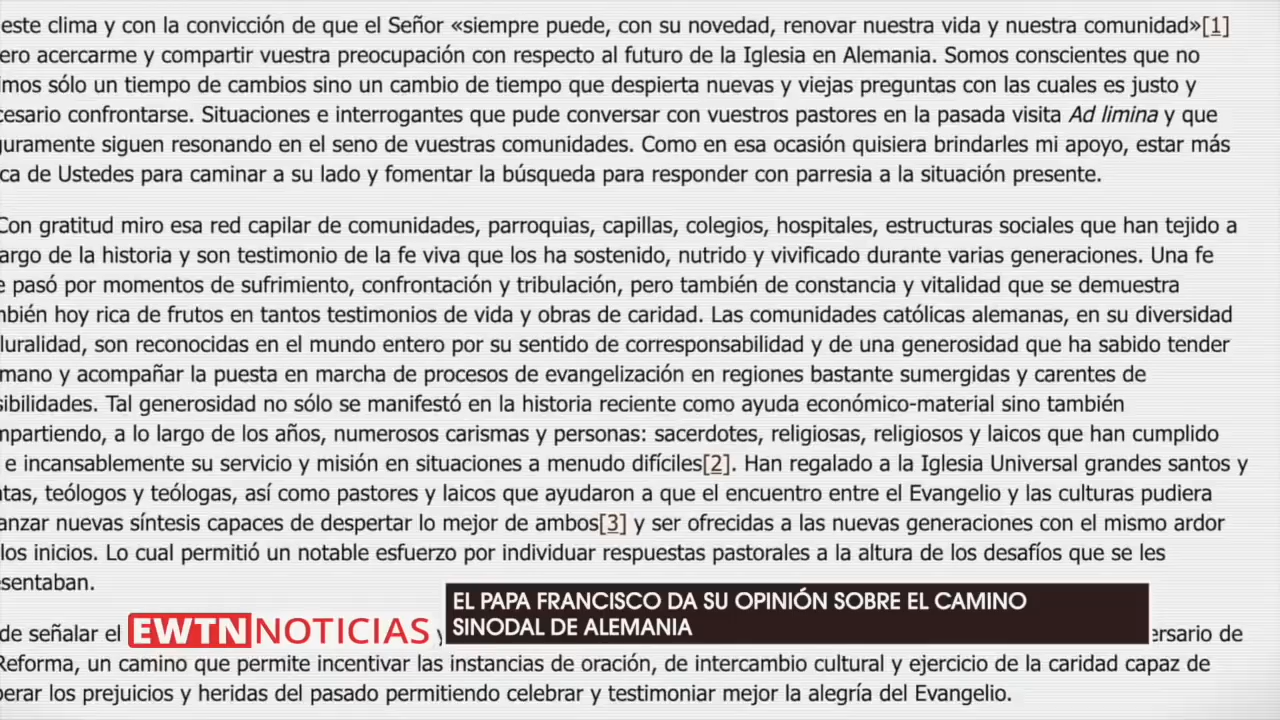 este clima y con la convicción de que el Señor «siempre puede, con su novedad, renovar nuestra vida y nuestra comunidad»[1]
ero acercarme y compartir vuestra preocupación con respecto al futuro de la Iglesia en Alemania. Somos conscientes que no
imos sólo un tiempo de cambios sino un cambio de tiempo que despierta nuevas y viejas preguntas con las cuales es justo y
cesario confrontarse. Situaciones e interrogantes que pude conversar con vuestros pastores en la pasada visita Ad limina y que
guramente siguen resonando en el seno de vuestras comunidades. Como en esa ocasión quisiera brindarles mi apoyo, estar más
ca de Ustedes para caminar a su lado y fomentar la búsqueda para responder con parresia a la situación presente.
Con gratitud miro esa red capilar de comunidades, parroquias, capillas, colegios, hospitales, estructuras sociales que han tejido a
argo de la historia y son testimonio de la fe viva que los ha sostenido, nutrido y vivificado durante varias generaciones. Una fe
e pasó por momentos de sufrimiento, confrontación y tribulación, pero también de constancia y vitalidad que se demuestra
mbién hoy rica de frutos en tantos testimonios de vida y obras de caridad. Las comunidades católicas alemanas, en su diversidad
luralidad, son reconocidas en el mundo entero por su sentido de corresponsabilidad y de una generosidad que ha sabido tender
mano y acompañar la puesta en marcha de procesos de evangelización en regiones bastante sumergidas y carentes de
sibilidades. Tal generosidad no sólo se manifestó en la historia reciente como ayuda económico-material sino también
mpartiendo, a lo largo de los años, numerosos carismas y personas: sacerdotes, religiosas, religiosos y laicos que han cumplido
e incansablemente su servicio y misión en situaciones a menudo difíciles[2]. Han regalado a la Iglesia Universal grandes santos y
tas, teólogos y teólogas, así como pastores y laicos que ayudaron a que el encuentro entre el Evangelio y las culturas pudiera
anzar nuevas síntesis capaces de despertar lo mejor de ambos[3] y ser ofrecidas a las nuevas generaciones con el mismo ardor
los inicios. Lo cual permitió un notable esfuerzo por individuar respuestas pastorales a la altura de los desafíos que se les
esentaban.
de señalar el
y
ersario de
EWTN NOTICIAS
EL PAPA FRANCISCO DA SU OPINIÓN SOBRE EL CAMINO
SINODAL DE ALEMANIA
Reforma, un camino que permite incentivar las instancias de oración, de intercambio cultural y ejercicio de la caridad capaz de
erar los prejuicios y heridas del pasado permitiendo celebrar y testimoniar mejor la alegría del Evangelio.